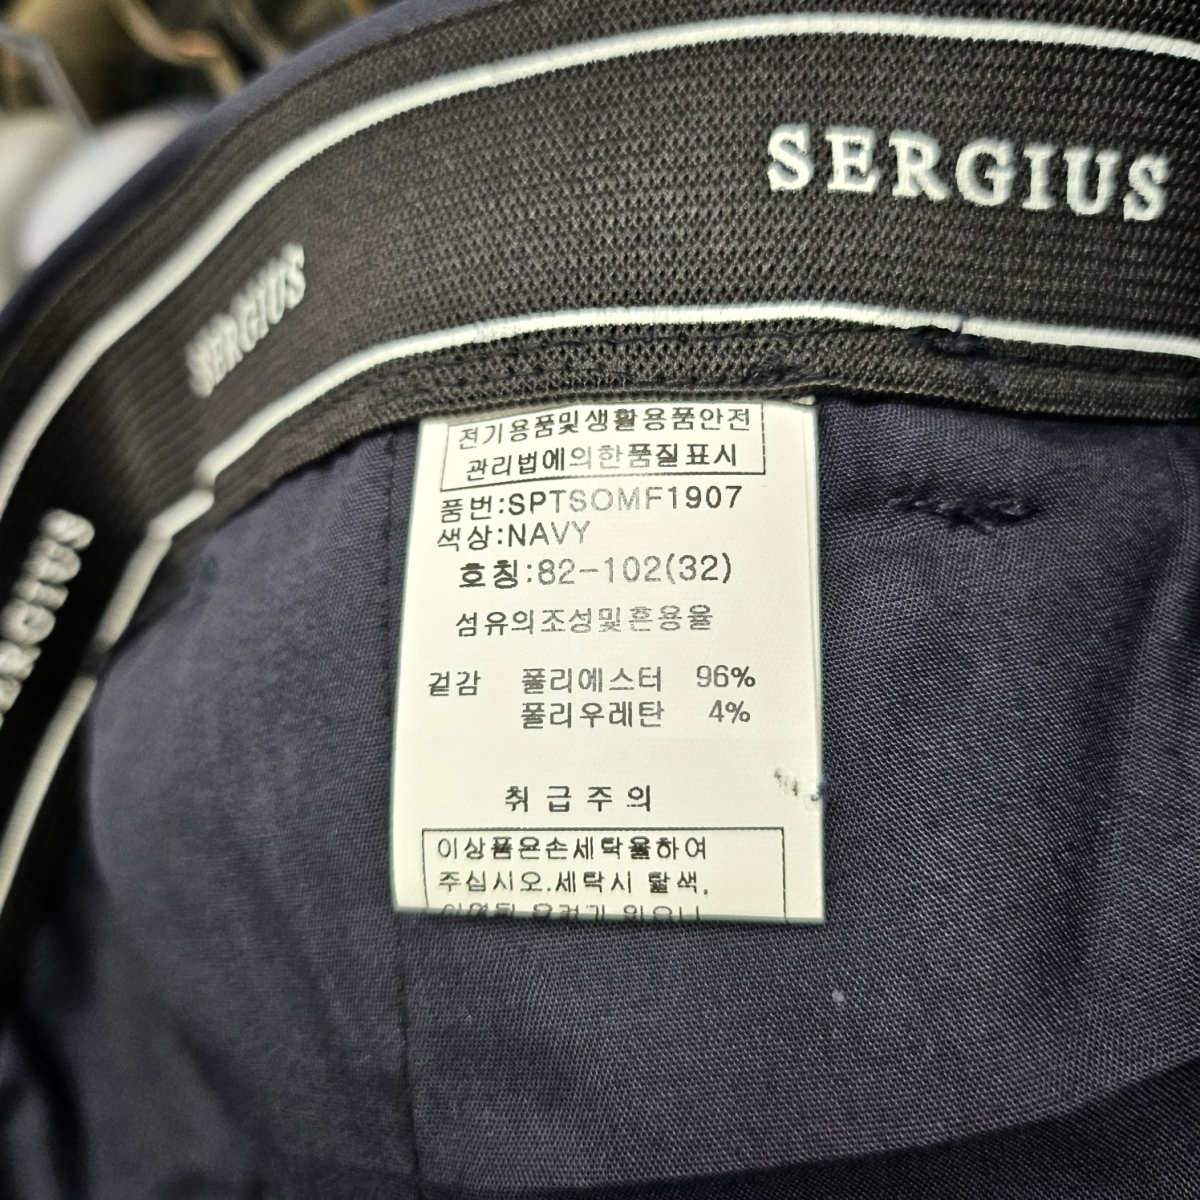 SERGIUS
SERGIUS
SERGIUS
전기용품및생활용품안전
관리법에의한품질표시
품번:SPTSOMF1907
색상:NAVY
호칭:82-102(32)
섬유의조성및혼용율
겉감 폴리에스터 96%
폴리우레탄 4%
취급주의
이상품은손세탁을하여
주십시오.세탁시 탈색,